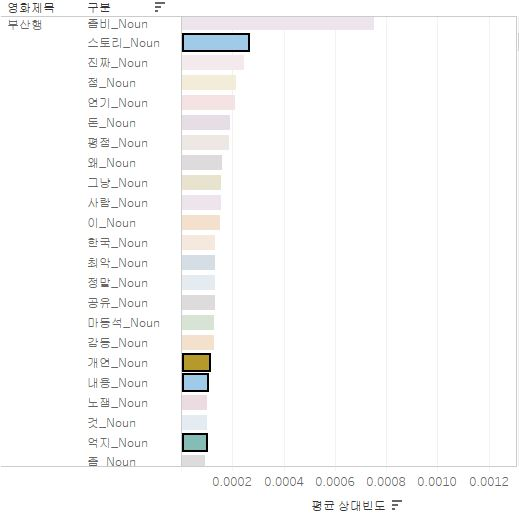 영화제목 구분
부산행 좀비_Noun
스토리_Noun
진짜_Noun
점_Noun
연기_Noun
돈_Noun
평점_Noun
왜_Noun
그냥_Noun
사람_Noun
이_Noun
한국_Noun
최악_Noun
정말_Noun
공유_Noun
마동석_Noun
감동_Noun
개연_Noun
내용_Noun
노잼_Noun
것_Noun
억지_Noun
좀_Noun
0.0002 0.0004 0.0006 0.0008 0.0010 0.0012
평균 상대빈도